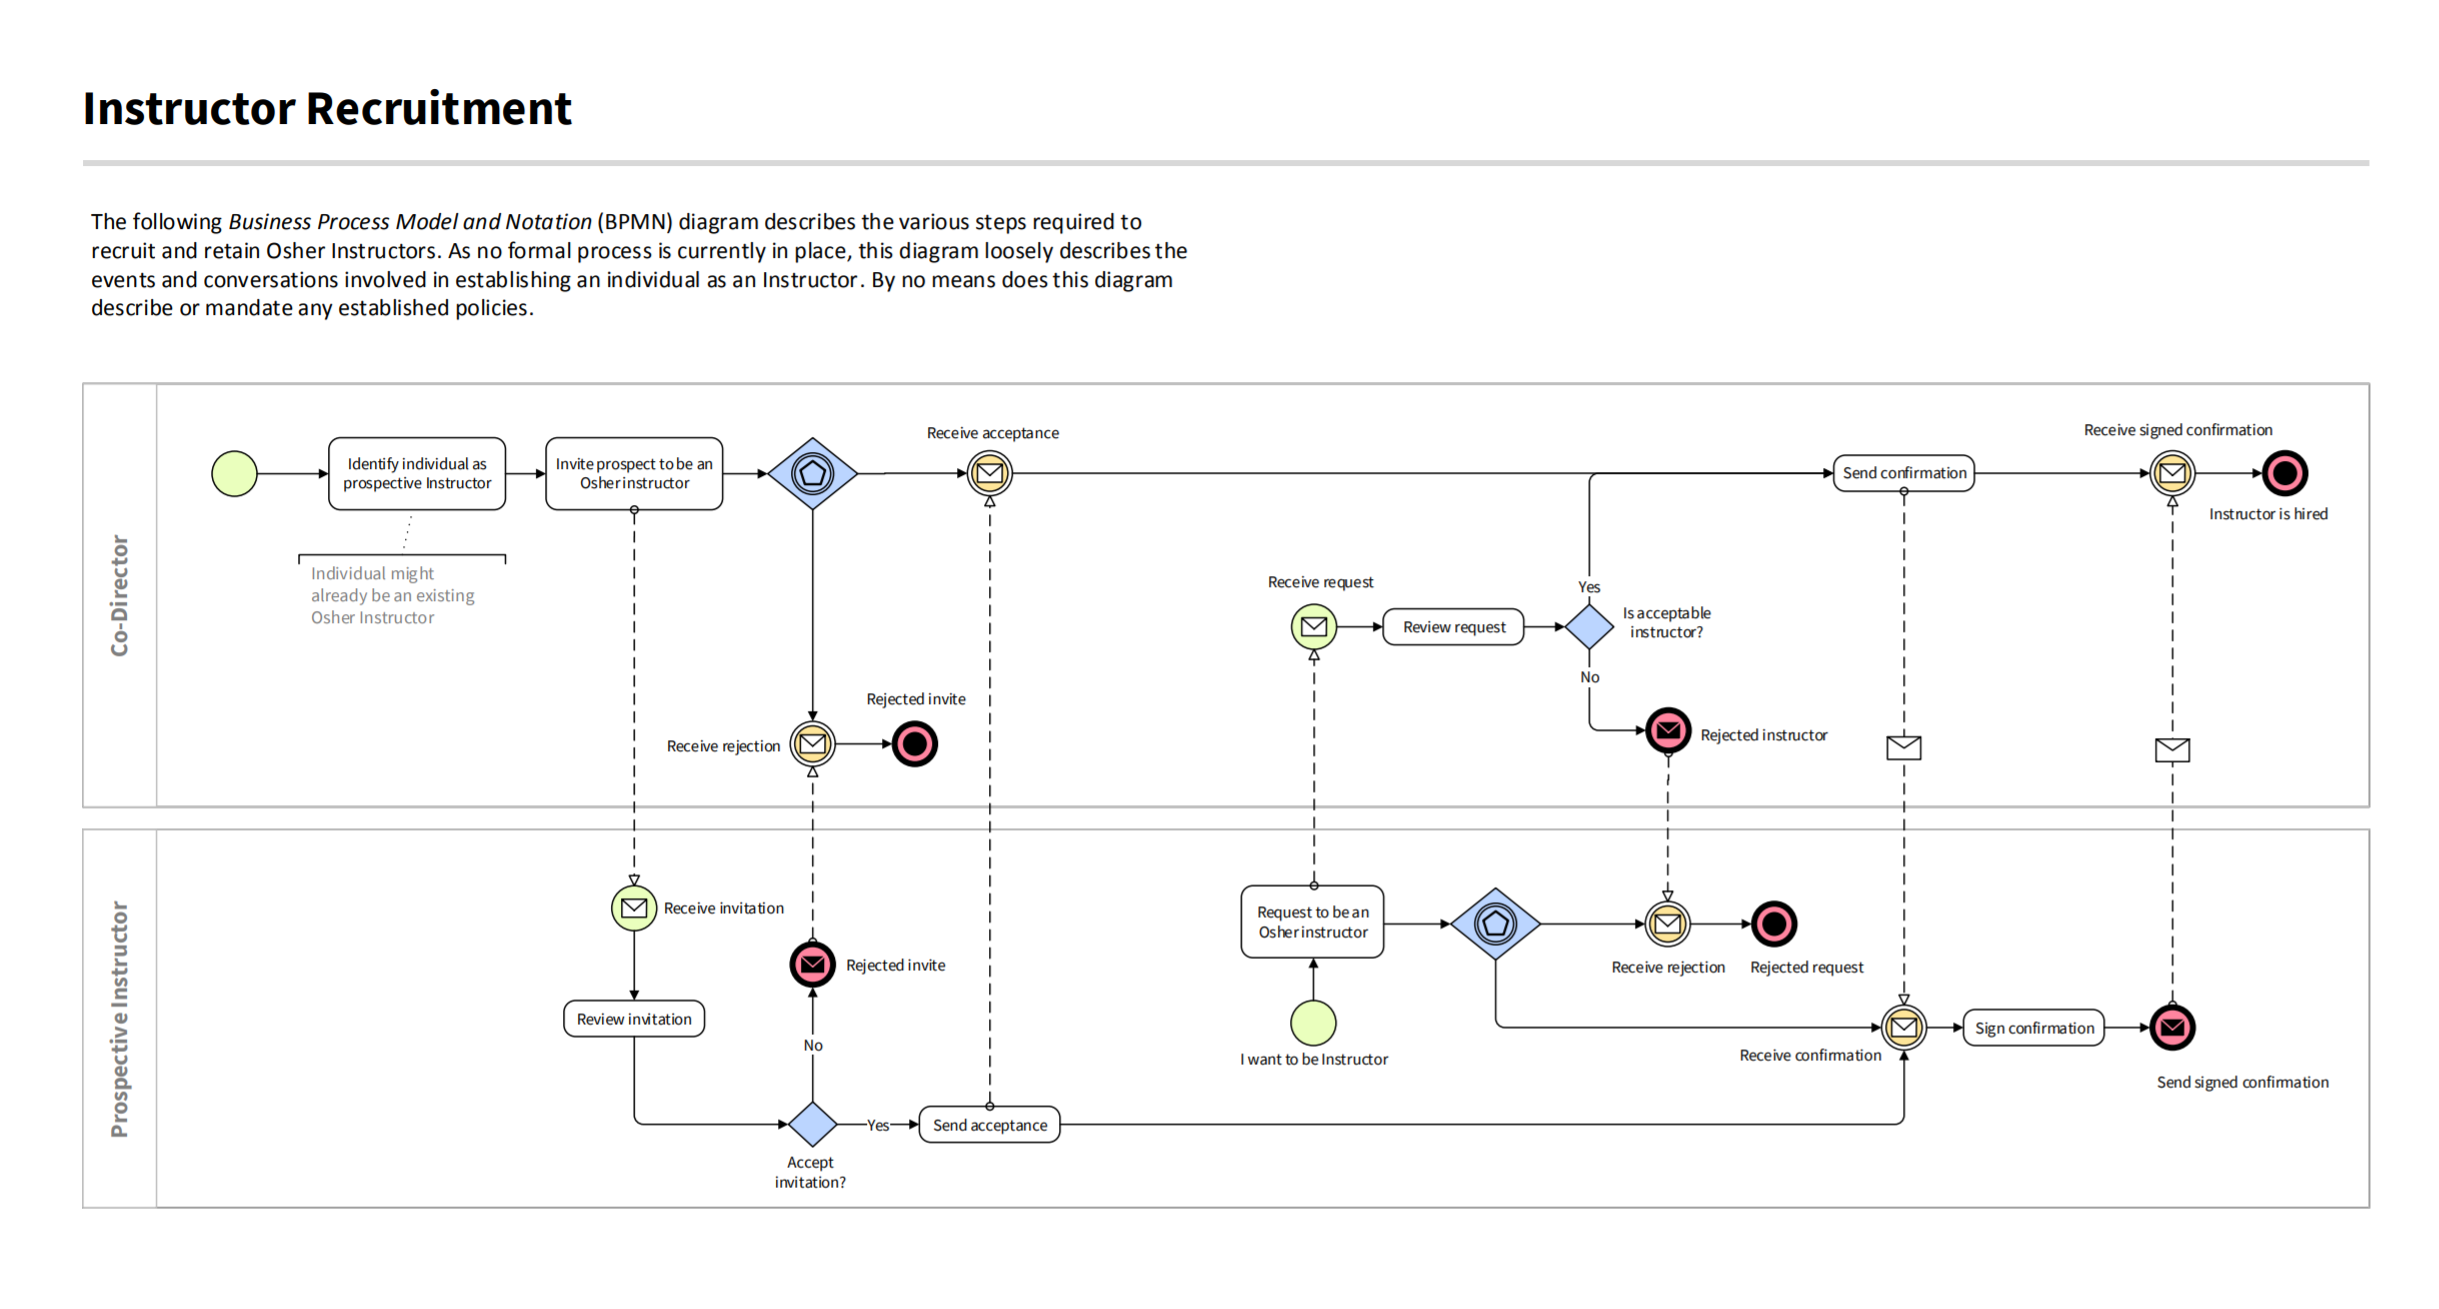 Instructor Recruitment
The following Business Process Model and Notation (BPMN) diagram describes the various steps required to
recruit and retain Osher Instructors. As no formal process is currently in place, this diagram loosely describes the
events and conversations involved in establishing an individual as an Instructor. By no means does this diagram
describe or mandate any established policies.
Co-Director
Identify individual as
prospective Instructor
Individual might
already be an existing
Osher Instructor
Invite prospect to be an
Osher instructor
Receive acceptance
Receive rejection
Rejected invite
Receive request
Review request
Yes
Is acceptable
instructor?
No
Rejected instructor
Send confirmation
Receive signed confirmation
Instructor is hired
Prospective Instructor
Receive invitation
Review invitation
Rejected invite
No
Accept
invitation?
Yes
Send acceptance
Request to be an
Osher instructor
I want to be Instructor
Receive rejection
Rejected request
Receive confirmation
Sign confirmation
Send signed confirmation